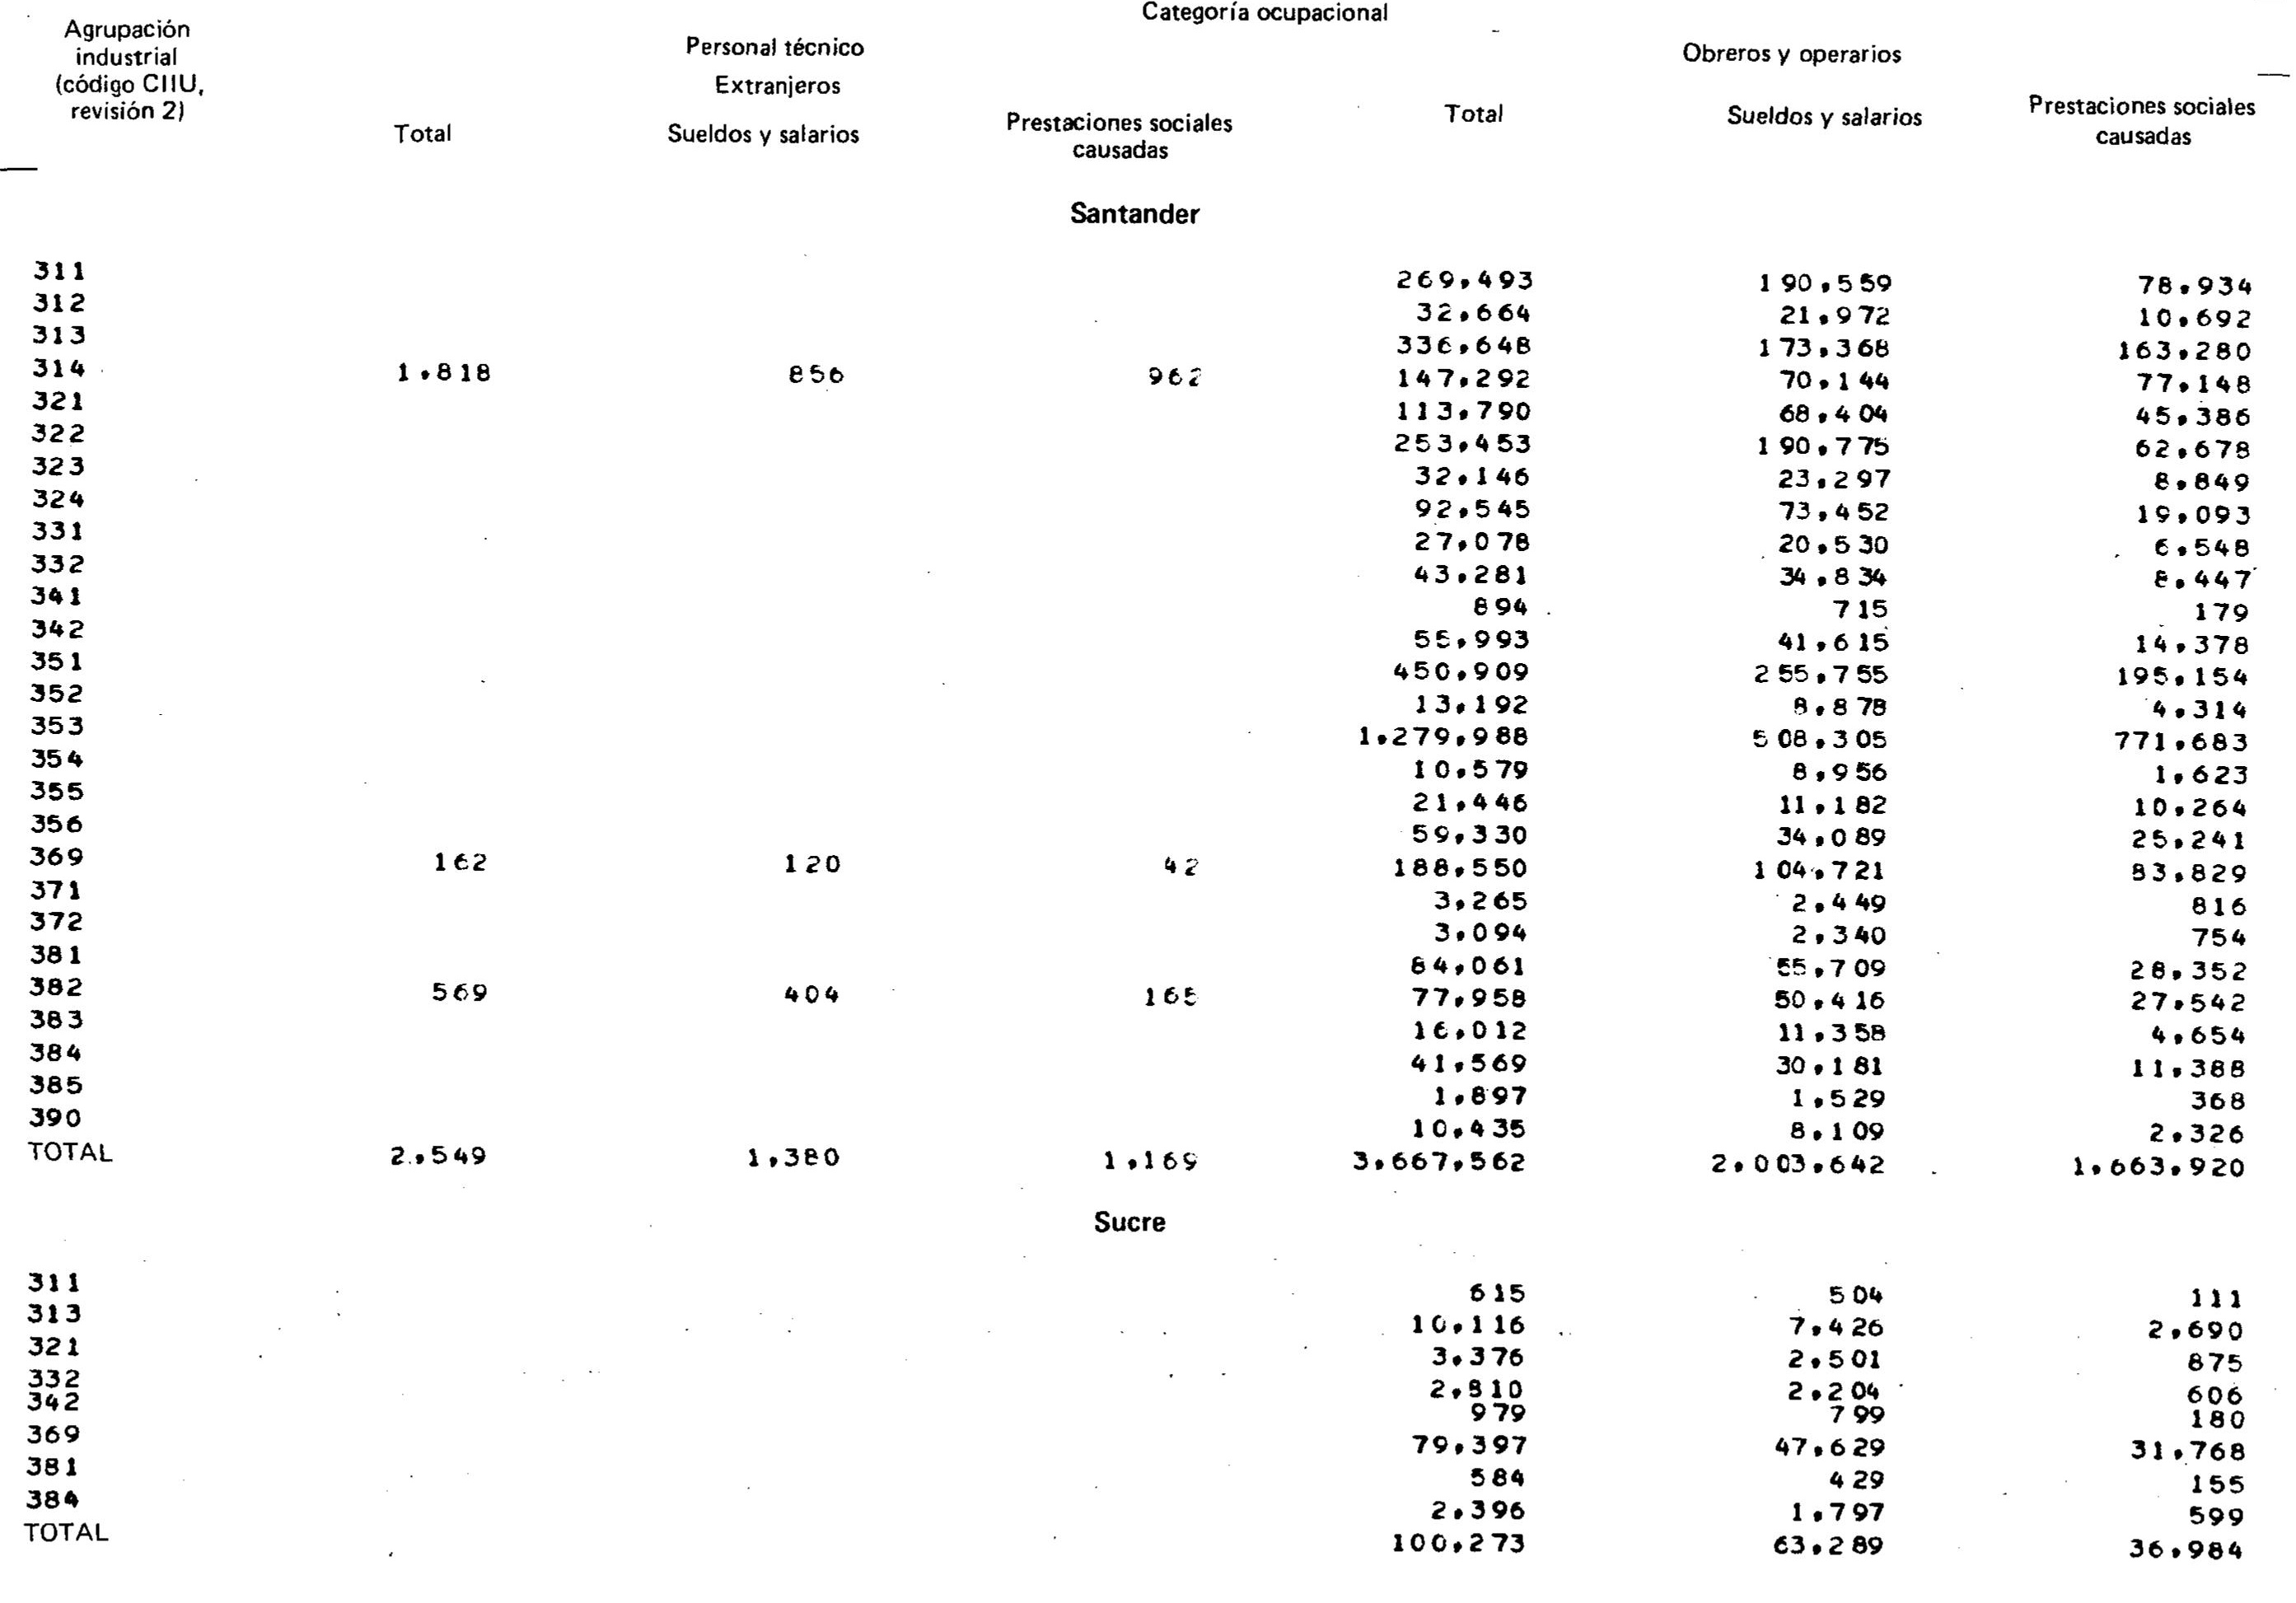 Categoría ocupacional
Agrupación industrial (código CIIU, revisión 2)
Personal técnico
Extranjeros
Obreros y operarios
Total Sueldos y salarios Prestaciones sociales causadas Total Sueldos y salarios Prestaciones sociales causadas
Santander
311 269,493 190,559 78,934
312 32,664 21,972 10,692
313 336,648 173,368 163,280
314 1,818 856 962 147,292 70,144 77,148
321 113,790 68,404 45,386
322 253,453 190,775 62,678
323 32,146 23,297 8,849
324 92,545 73,452 19,093
331 27,078 20,530 6,548
332 43,281 34,834 8,447
341 894 715 179
342 55,993 41,615 14,378
351 450,909 255,755 195,154
352 13,192 8,878 4,314
353 1,279,988 508,305 771,683
354 10,579 8,956 1,623
355 21,446 11,182 10,264
356 59,330 34,089 25,241
369 162 120 42 188,550 104,721 83,829
371 3,265 2,449 816
372 3,094 2,340 754
381 84,061 55,709 28,352
382 569 404 165 77,958 50,416 27,542
383 16,012 11,358 4,654
384 41,569 30,181 11,388
385 1,897 1,529 368
390 10,435 8,109 2,326
TOTAL 2,549 1,380 1,169 3,667,562 2,003,642 1,663,920
Sucre
311 615 504 111
313 10,116 7,426 2,690
321 3,376 2,501 875
332 2,810 2,204 606
342 979 799 180
369 79,397 47,629 31,768
381 584 429 155
384 2,396 1,797 599
TOTAL 100,273 63,289 36,984